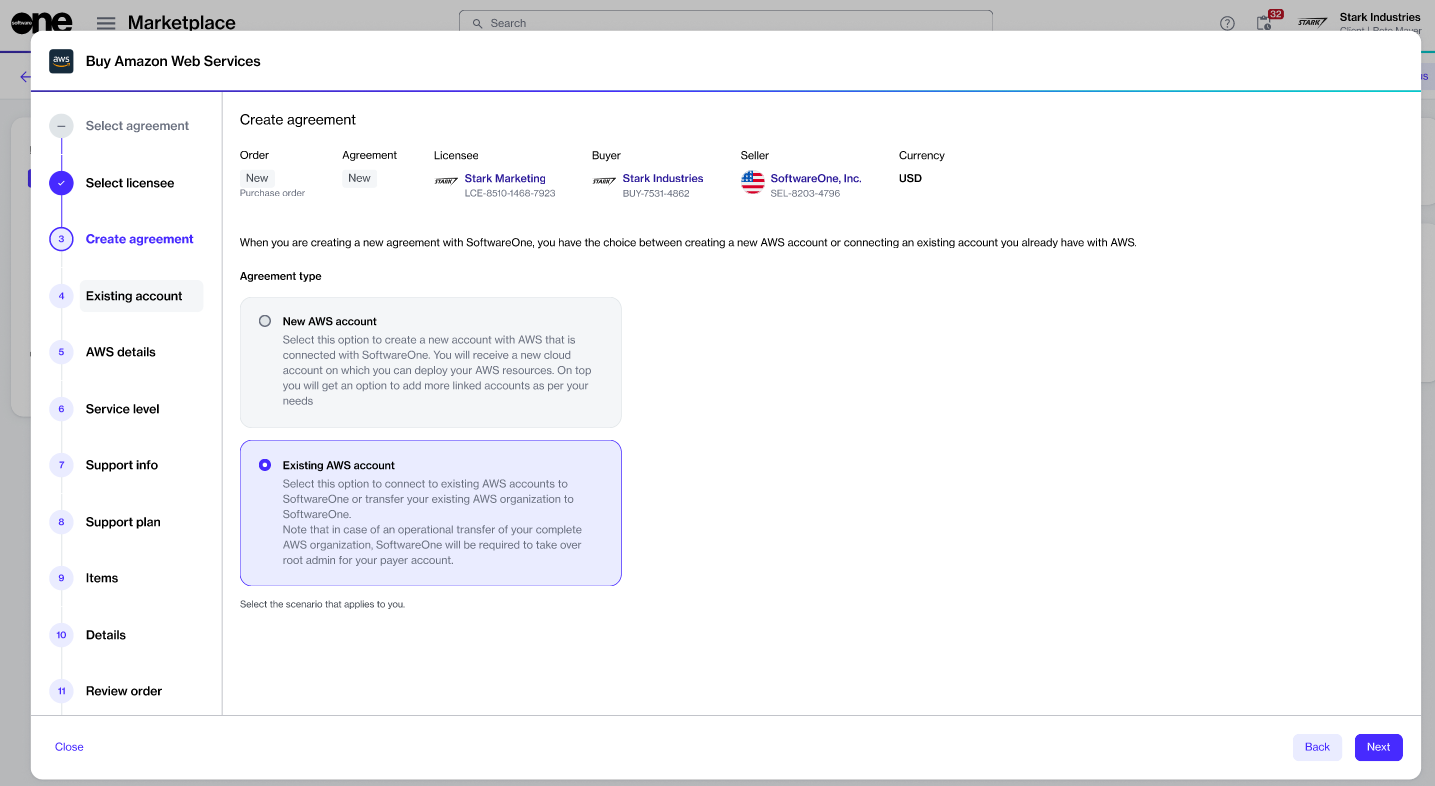 software one
Marketplace
Search
32
STARK
Stark Industries
aws
Buy Amazon Web Services
Select agreement
Select licensee
3
Create agreement
4
Existing account
5
AWS details
6
Service level
7
Support info
8
Support plan
9
Items
10
Details
11
Review order
Create agreement
Order
Agreement
Licensee
Buyer
Seller
Currency
New
New
STARK
Stark Marketing
STARK
Stark Industries
SoftwareOne, Inc.
USD
Purchase order
LCE-8510-1468-7923
BUY-7531-4862
SEL-8203-4796
When you are creating a new agreement with SoftwareOne, you have the choice between creating a new AWS account or connecting an existing account you already have with AWS.
Agreement type
New AWS account
Select this option to create a new account with AWS that is
connected with SoftwareOne. You will receive a new cloud
account on which you can deploy your AWS resources. On top
you will get an option to add more linked accounts as per your
needs
Existing AWS account
Select this option to connect to existing AWS accounts to
SoftwareOne or transfer your existing AWS organization to
SoftwareOne.
Note that in case of an operational transfer of your complete
AWS organization, SoftwareOne will be required to take over
root admin for your payer account.
Select the scenario that applies to you.
Close
Back
Next